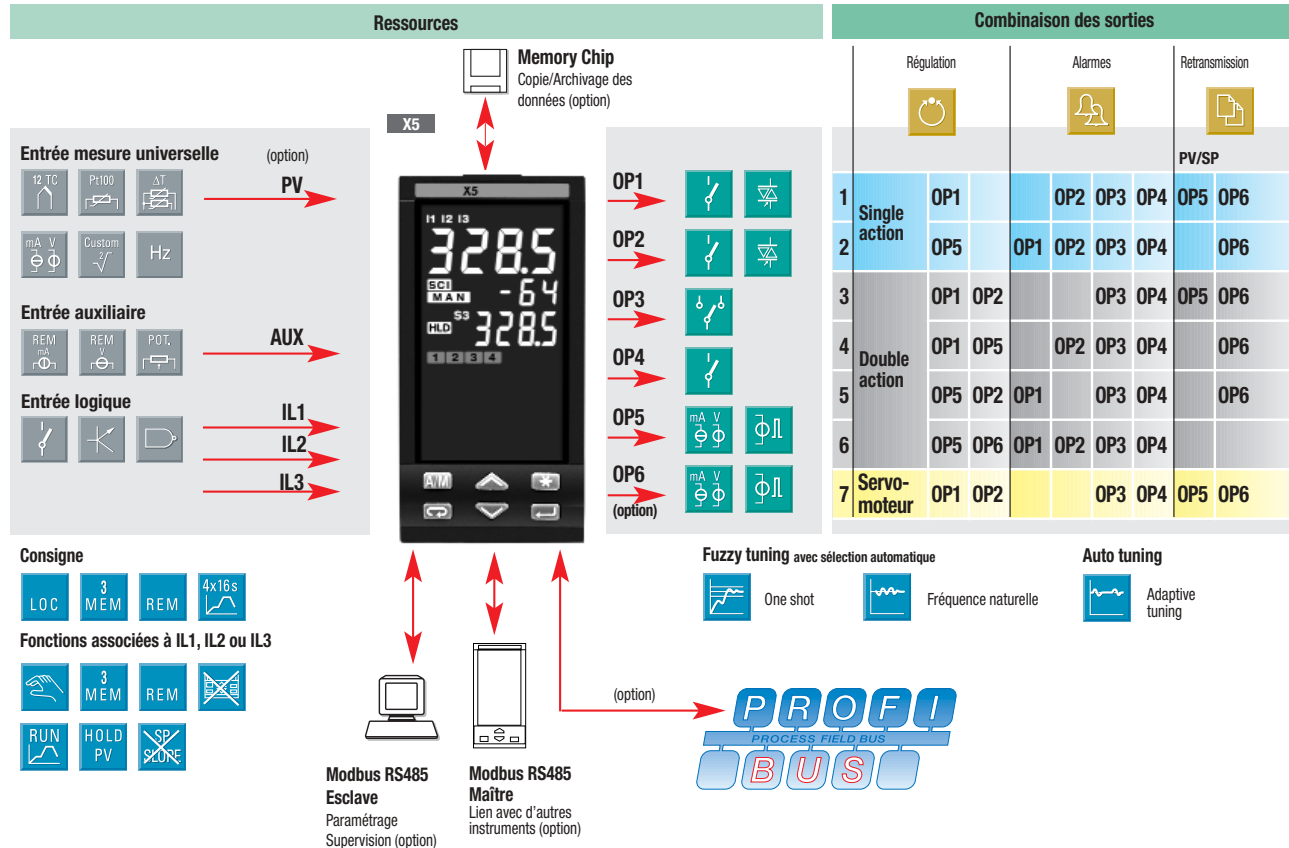 Ressources
Combinaison des sorties
Memory Chip
Copie/Archivage des
données (option)
X5
Entrée mesure universelle
(option)
12 TC
Pt100
ΔT
PV
mA V
Custom
2√
Hz
Entrée auxiliaire
REM
mA
REM
V
POT.
AUX
Entrée logique
IL1
IL2
IL3
X5
I1 I2 I3
328.5
SCI
MAN
-64
HLD
S3
328.5
1 2 3 4
A/M
OP1
OP2
OP3
OP4
OP5
mA V
OP6
(option)
mA V
Régulation
Alarmes
Retransmission
PV/SP
1 Single action OP1 OP2 OP3 OP4 OP5 OP6
2 OP5 OP1 OP2 OP3 OP4 OP6
3 OP1 OP2 OP3 OP4 OP5 OP6
4 Double action OP1 OP5 OP2 OP3 OP4 OP6
5 OP5 OP2 OP1 OP3 OP4 OP6
6 OP5 OP6 OP1 OP2 OP3 OP4
7 Servo-moteur OP1 OP2 OP3 OP4 OP5 OP6
Consigne
LOC
3
MEM
REM
4x16s
Fonctions associées à IL1, IL2 ou IL3
3
MEM
REM
RUN
HOLD
PV
SP
SLOPE
Fuzzy tuning avec sélection automatique
One shot
Fréquence naturelle
Auto tuning
Adaptive
tuning
Modbus RS485
Esclave
Paramétrage
Supervision (option)
Modbus RS485
Maître
Lien avec d'autres
instruments (option)
(option)
PROFI
PROCESS FIELD BUS
BUS